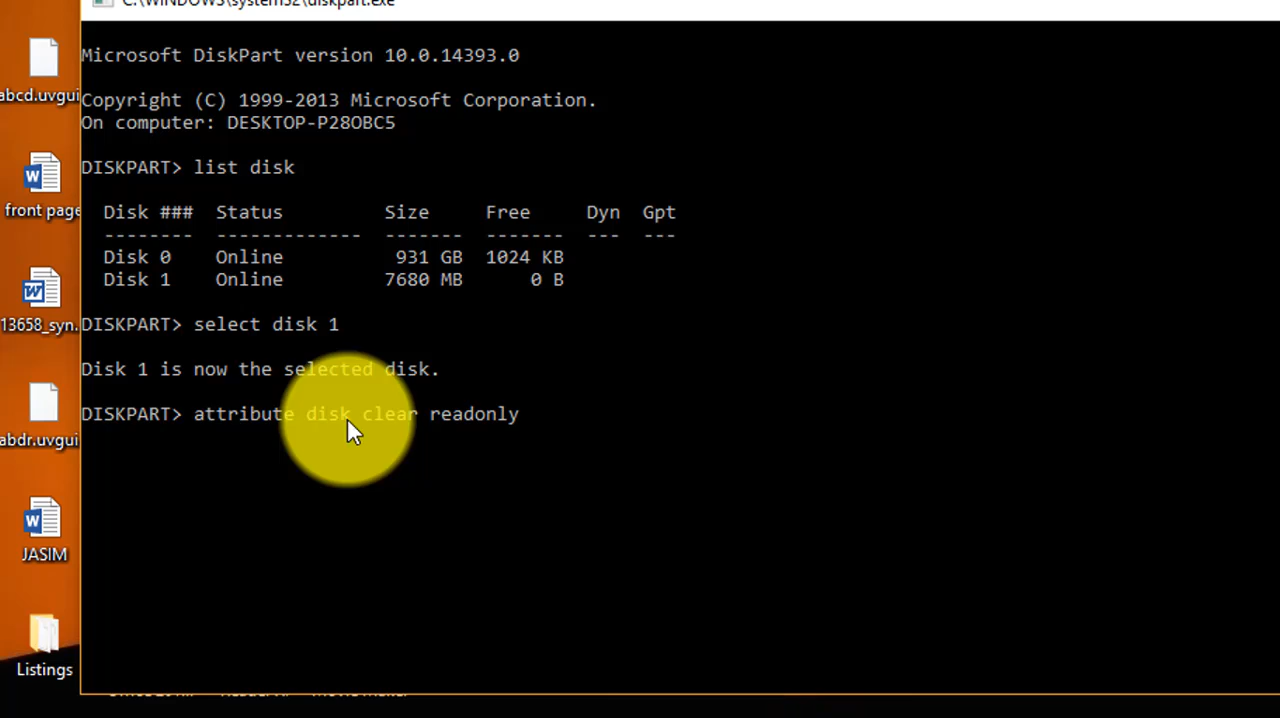 C:\WINDOWS\system32\diskpart.exe
Microsoft DiskPart version 10.0.14393.0
Copyright (C) 1999-2013 Microsoft Corporation.
On computer: DESKTOP-P28OBC5
DISKPART> list disk
Disk ### Status Size Free Dyn Gpt
-------- ------------- ------- ------- --- ---
Disk 0 Online 931 GB 1024 KB
Disk 1 Online 7680 MB 0 B
DISKPART> select disk 1
Disk 1 is now the selected disk.
DISKPART> attribute disk clear readonly
abcd.uvgui
front page
13658_syn.
abdr.uvgui
JASIM
Listings